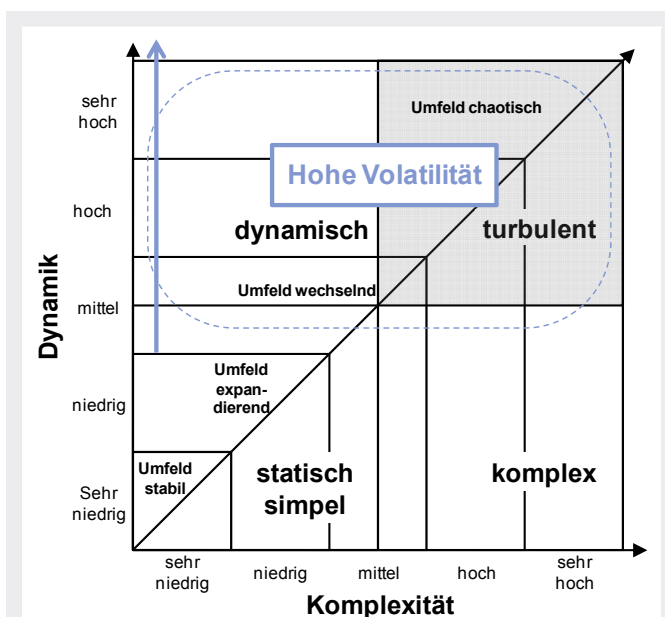 sehr
hoch
Umfeld chaotisch
Hohe Volatilität
hoch
dynamisch
turbulent
Umfeld wechselnd
mittel
Dynamik
Umfeld
expan-
dierend
niedrig
Umfeld
stabil
statisch
simpel
komplex
Sehr
niedrig
sehr
niedrig
niedrig
mittel
hoch
sehr
hoch
Komplexität